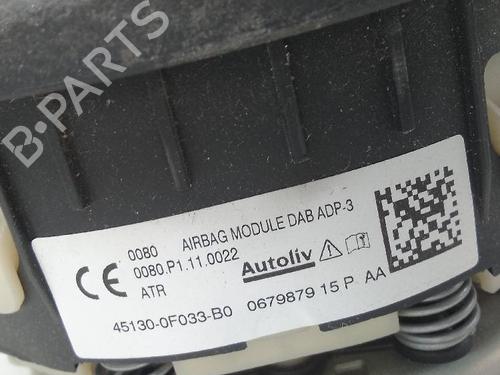 B-PARTS
0080 AIRBAG MODULE DAB ADP-3
CE 0080.P1.11.0022 Autoliv
ATR
45130-0F033-B0 0679879 15 P AA